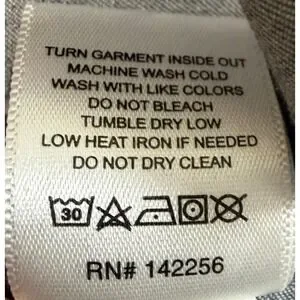 TURN GARMENT INSIDE OUT
MACHINE WASH COLD
WASH WITH LIKE COLORS
DO NOT BLEACH
TUMBLE DRY LOW
LOW HEAT IRON IF NEEDED
DO NOT DRY CLEAN
30
RN# 142256